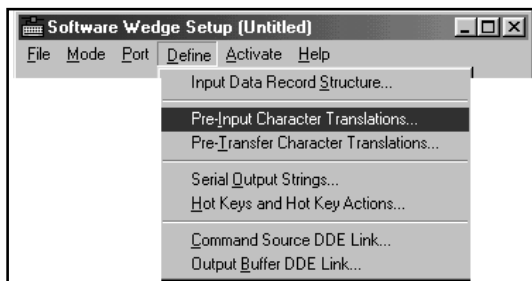 Software Wedge Setup (Untitled)
File Mode Port Define Activate Help
Input Data Record Structure...
Pre-Input Character Translations...
Pre-Transfer Character Translations...
Serial Output Strings...
Hot Keys and Hot Key Actions...
Command Source DDE Link...
Output Buffer DDE Link...